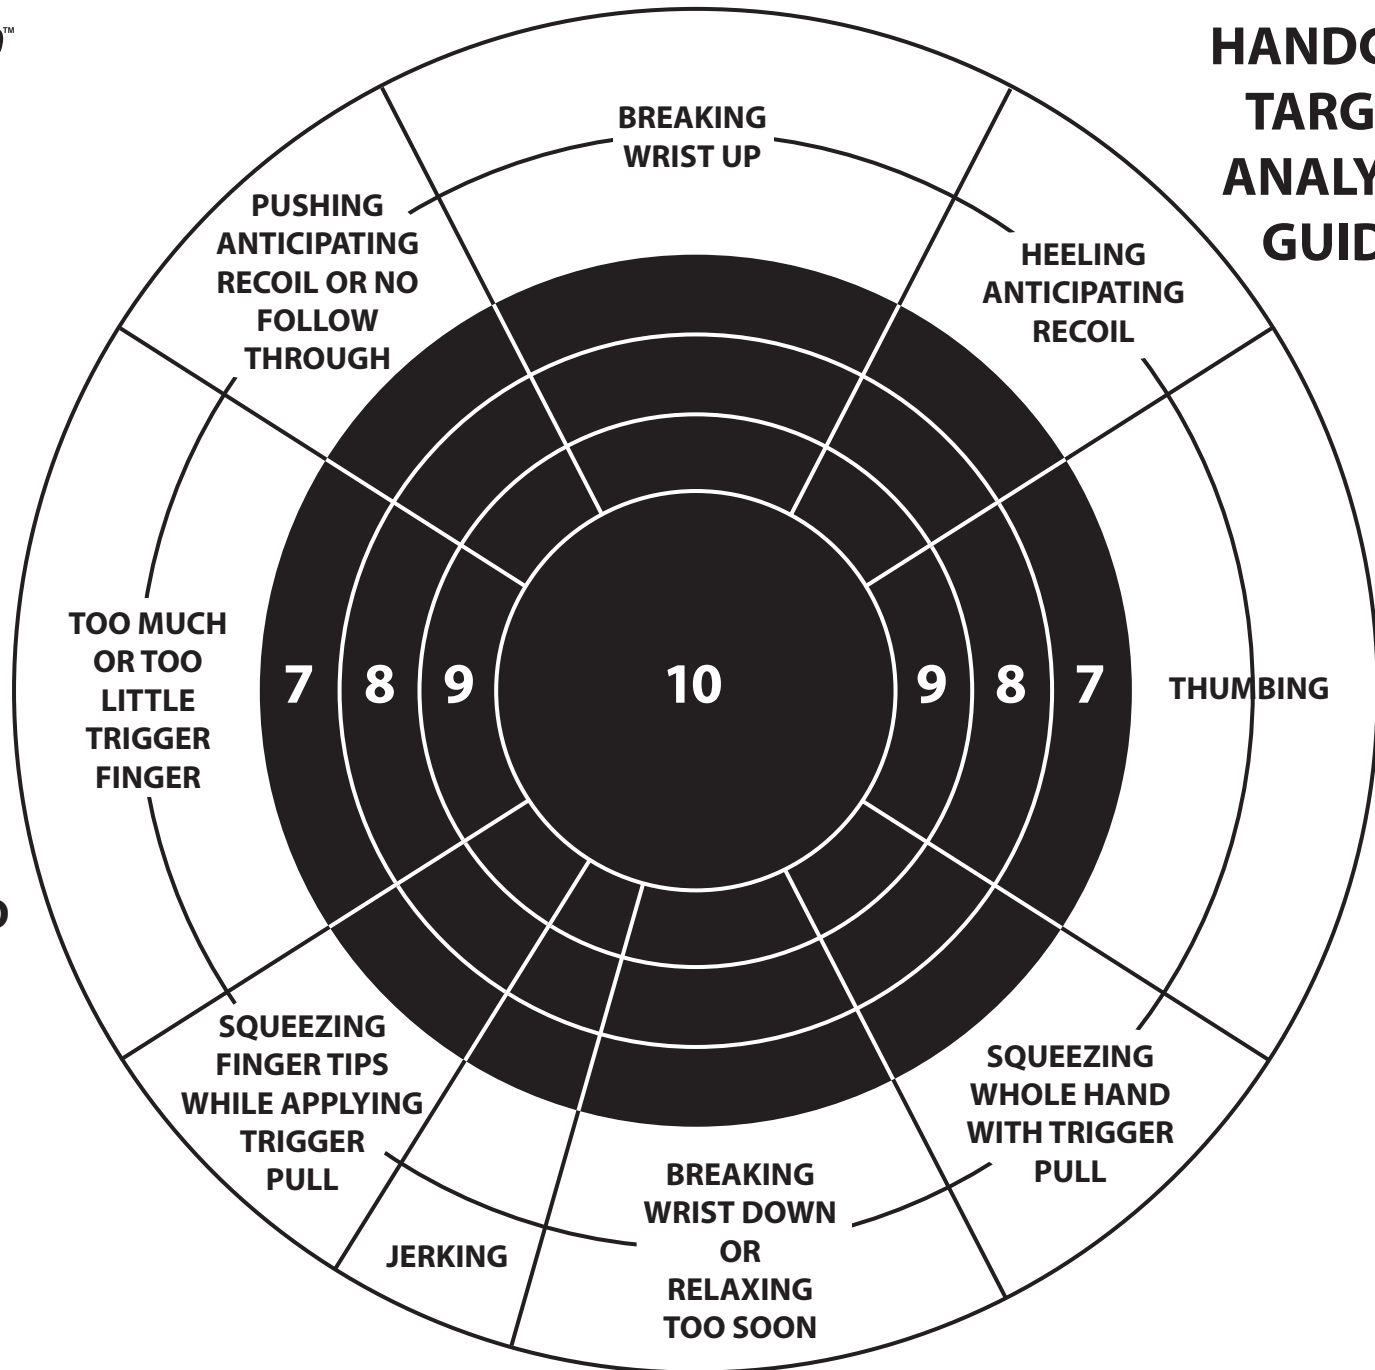 TM
HANDG
TARG
ANALY
GUID
BREAKING
WRIST UP
PUSHING
ANTICIPATING
RECOIL OR NO
FOLLOW
THROUGH
HEELING
ANTICIPATING
RECOIL
TOO MUCH
OR TOO
LITTLE
TRIGGER
FINGER
7 8 9 10 9 8 7
THUMBING
SQUEEZING
FINGER TIPS
WHILE APPLYING
TRIGGER
PULL
JERKING
BREAKING
WRIST DOWN
OR
RELAXING
TOO SOON
SQUEEZING
WHOLE HAND
WITH TRIGGER
PULL